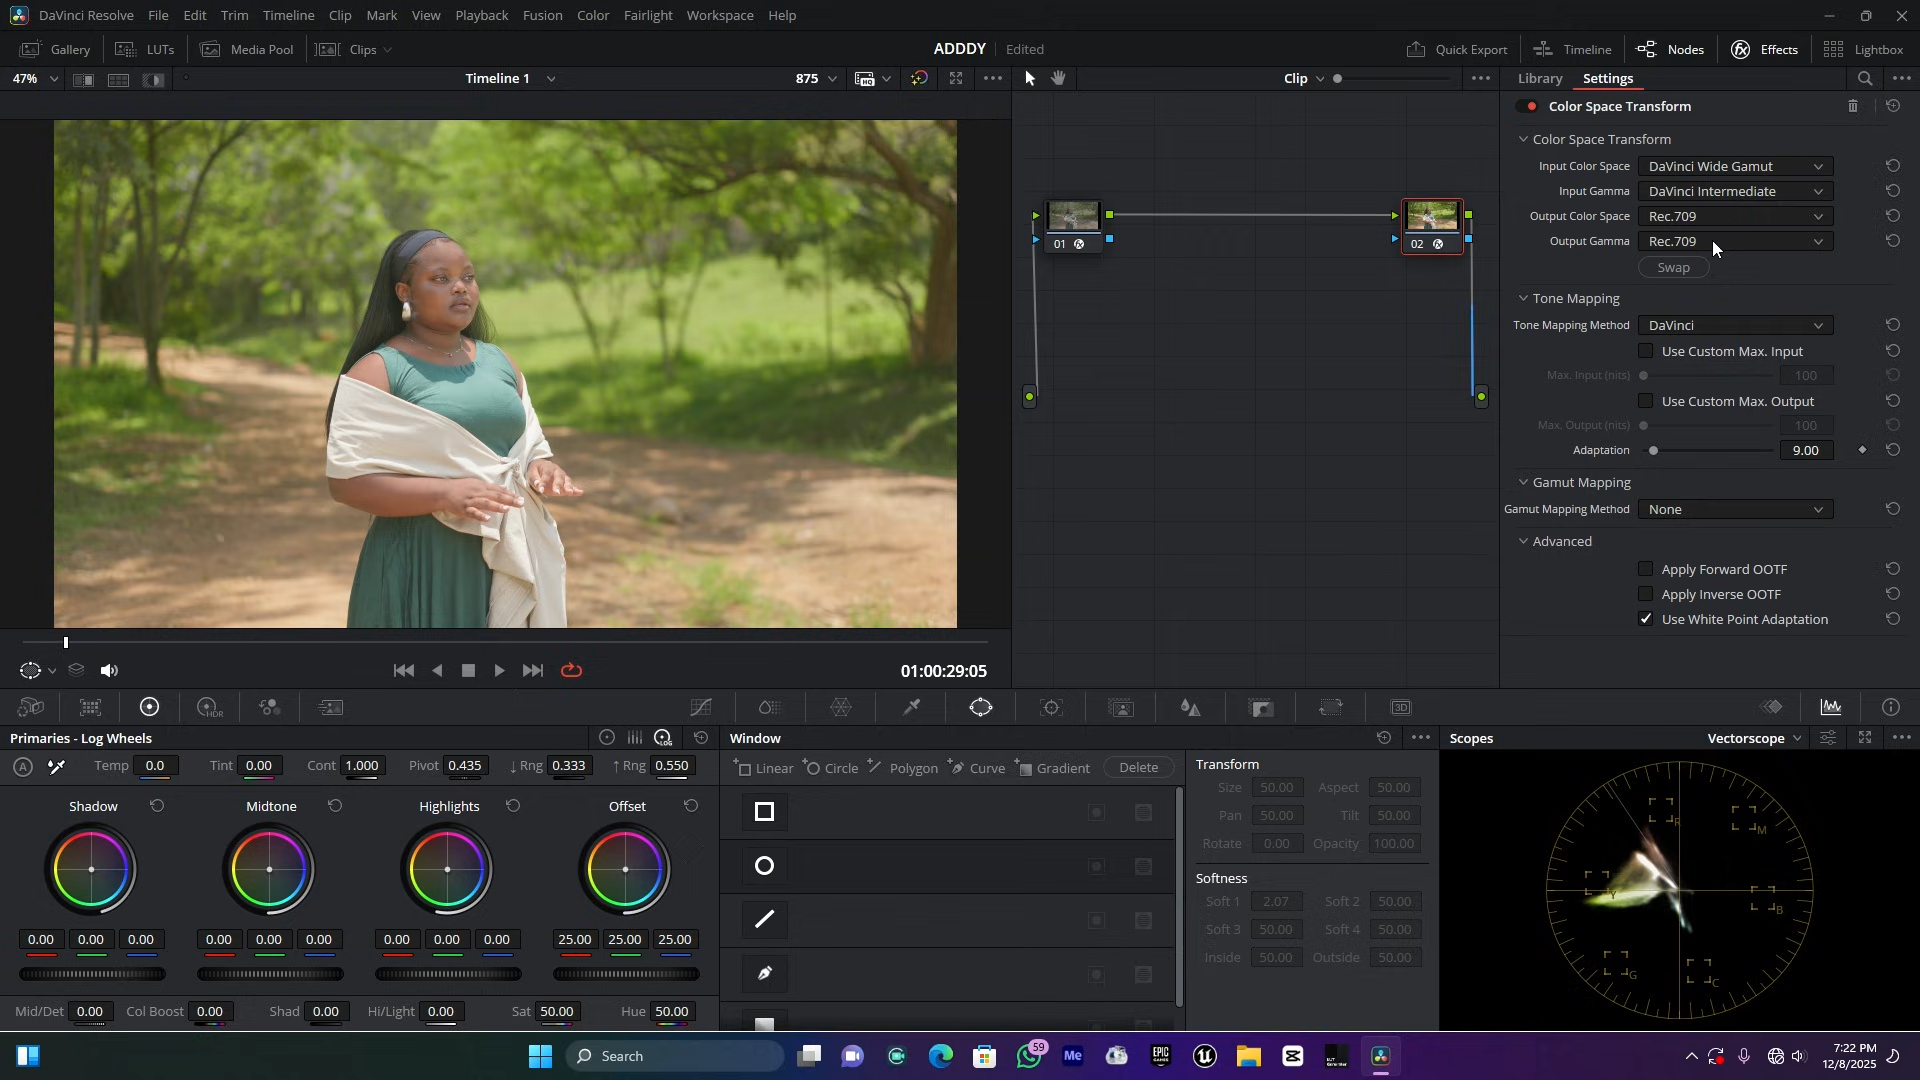 DaVinci Resolve File Edit Trim Timeline Clip Mark View Playback Fusion Color Fairlight Workspace Help
Gallery LUTs Media Pool Clips ADDDY Edited Quick Export Timeline Nodes Effects Lightbox
47% Timeline 1 875 HQ Clip Library Settings
Color Space Transform
Color Space Transform
Input Color Space DaVinci Wide Gamut
Input Gamma DaVinci Intermediate
Output Color Space Rec.709
Output Gamma Rec.709
01 02
Swap
Tone Mapping
Tone Mapping Method DaVinci
Use Custom Max. Input
Max. Input (nits) 100
Use Custom Max. Output
Max. Output (nits) 100
Adaptation 9.00
Gamut Mapping
Gamut Mapping Method None
Advanced
Apply Forward OOTF
Apply Inverse OOTF
Use White Point Adaptation
01:00:29:05
HDR 3D
Primaries - Log Wheels LOG Window Scopes Vectorscope
A Temp 0.0 Tint 0.00 Cont 1.000 Pivot 0.435 ↓ Rng 0.333 ↑ Rng 0.550
Linear Circle Polygon Curve Gradient Delete
Transform
Size 50.00 Aspect 50.00
Pan 50.00 Tilt 50.00
Rotate 0.00 Opacity 100.00
Softness
Soft 1 2.07 Soft 2 50.00
Soft 3 50.00 Soft 4 50.00
Inside 50.00 Outside 50.00
Shadow Midtone Highlights Offset
0.00 0.00 0.00 0.00 0.00 0.00 0.00 0.00 0.00 25.00 25.00 25.00
Mid/Det 0.00 Col Boost 0.00 Shad 0.00 Hi/Light 0.00 Sat 50.00 Hue 50.00
R M Y B G C
Search 59 Me EPIC GAMES
7:22 PM
12/8/2025